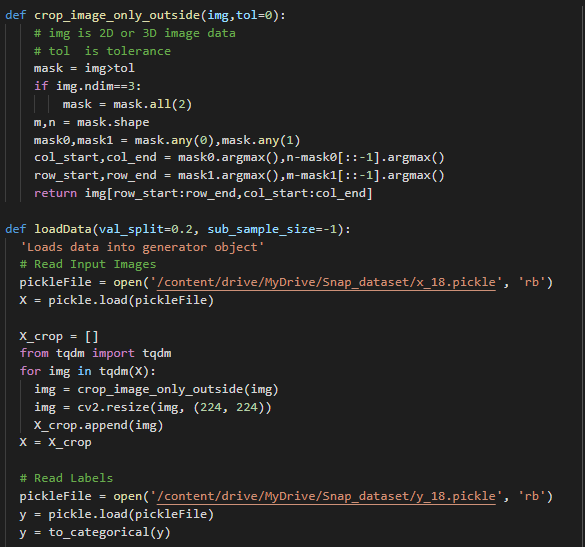 def crop_image_only_outside(img,tol=0):
    # img is 2D or 3D image data
    # tol  is tolerance
    mask = img>tol
    if img.ndim==3:
        mask = mask.all(2)
    m,n = mask.shape
    mask0,mask1 = mask.any(0),mask.any(1)
    col_start,col_end = mask0.argmax(),n-mask0[::-1].argmax()
    row_start,row_end = mask1.argmax(),m-mask1[::-1].argmax()
    return img[row_start:row_end,col_start:col_end]

def loadData(val_split=0.2, sub_sample_size=-1):
  'Loads data into generator object'
  # Read Input Images
  pickleFile = open('/content/drive/MyDrive/Snap_dataset/x_18.pickle', 'rb')
  X = pickle.load(pickleFile)

  X_crop = []
  from tqdm import tqdm
  for img in tqdm(X):
    img = crop_image_only_outside(img)
    img = cv2.resize(img, (224, 224))
    X_crop.append(img)
  X = X_crop

  # Read Labels
  pickleFile = open('/content/drive/MyDrive/Snap_dataset/y_18.pickle', 'rb')
  y = pickle.load(pickleFile)
  y = to_categorical(y)